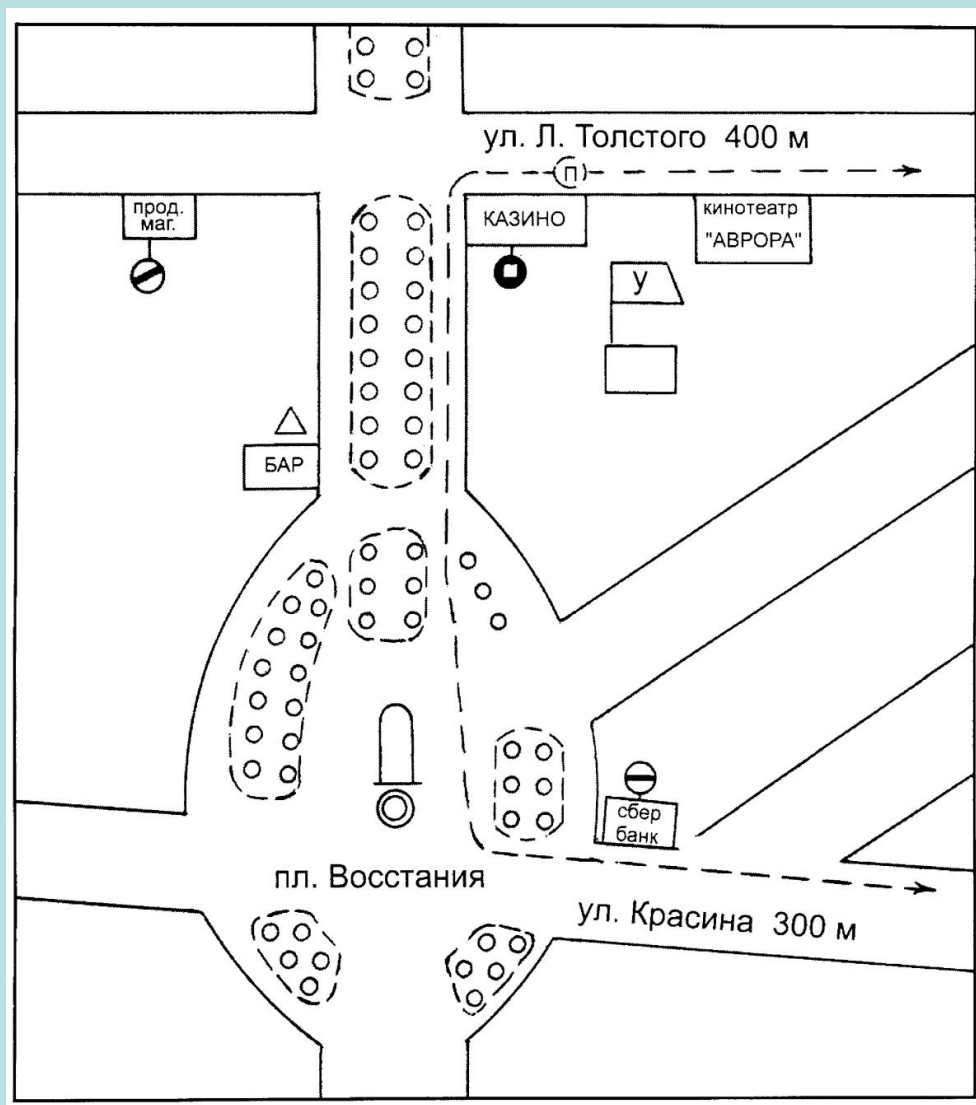 ул. Л. Толстого 400 м
П
прод.
маг.
КАЗИНО
кинотеатр
"АВРОРА"
У
БАР
сбер
банк
пл. Восстания
ул. Красина 300 м